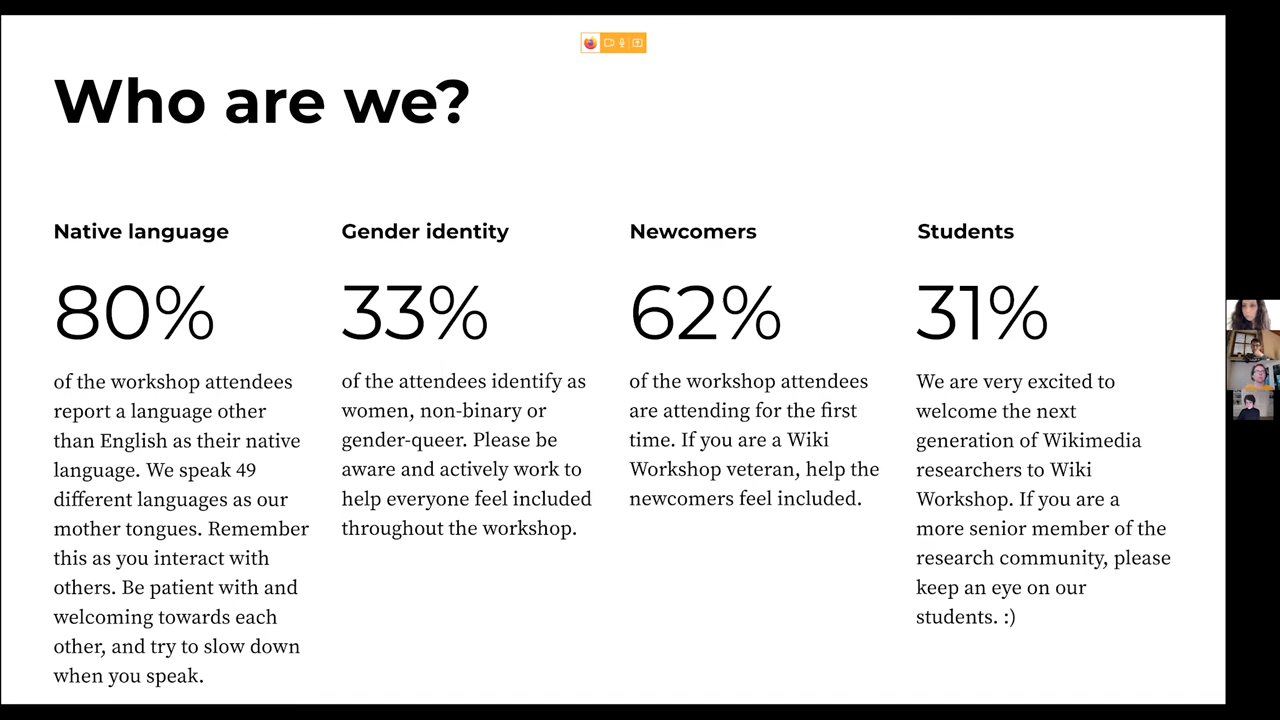 Who are we?
Native language
80%
of the workshop attendees
report a language other
than English as their native
language. We speak 49
different languages as our
mother tongues. Remember
this as you interact with
others. Be patient with and
welcoming towards each
other, and try to slow down
when you speak.
Gender identity
33%
of the attendees identify as
women, non-binary or
gender-queer. Please be
aware and actively work to
help everyone feel included
throughout the workshop.
Newcomers
62%
of the workshop attendees
are attending for the first
time. If you are a Wiki
Workshop veteran, help the
newcomers feel included.
Students
31%
We are very excited to
welcome the next
generation of Wikimedia
researchers to Wiki
Workshop. If you are a
more senior member of the
research community, please
keep an eye on our
students. :)